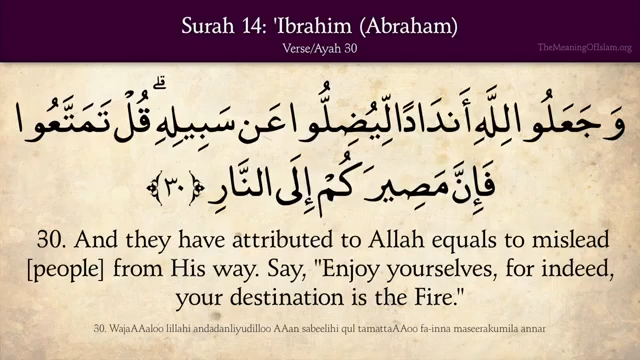 Surah 14: 'Ibrahim (Abraham)
Verse/Ayah 30
TheMeaningOfIslam.org
وَجَعَلُوا لِلَّهِ أَندَادًا لِّيُضِلُّوا عَن سَبِيلِهِ ۗ قُلْ تَمَتَّعُوا
فَإِنَّ مَصِيرَكُمْ إِلَى النَّارِ ﴿٣٠﴾
30. And they have attributed to Allah equals to mislead
[people] from His way. Say, "Enjoy yourselves, for indeed,
your destination is the Fire."
30. WajaAAaloo lillahi andadanliyudilloo AAan sabeelihi qul tamattaAAoo fa-inna maseerakumila annar